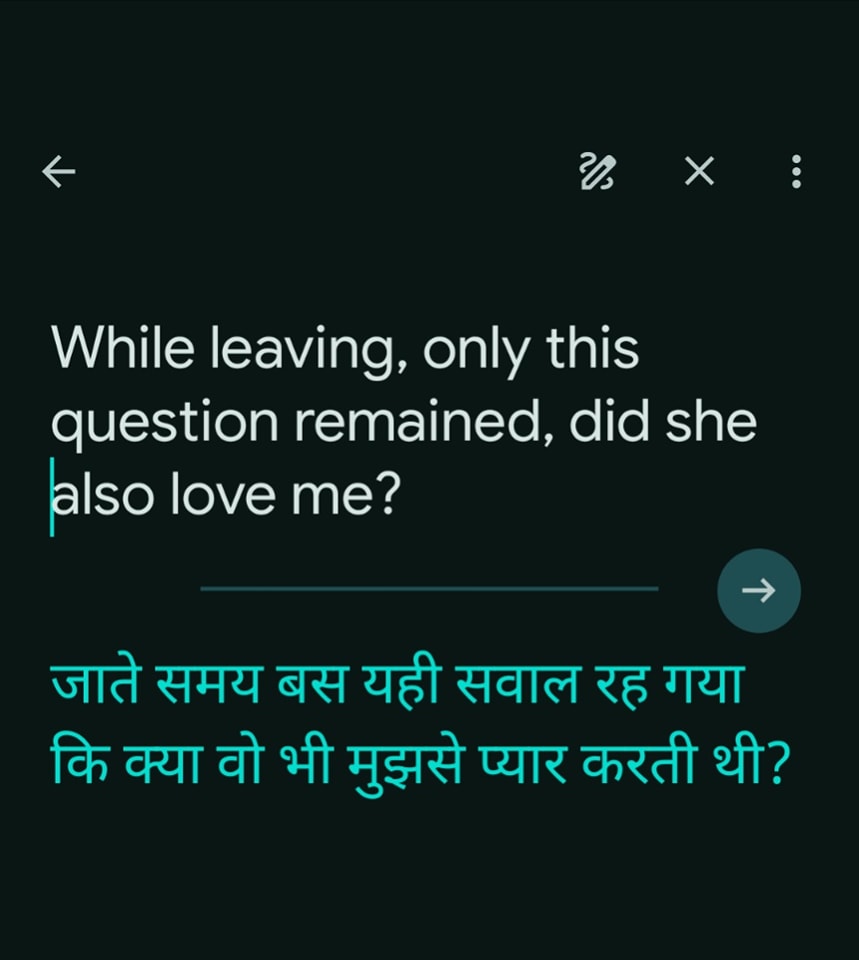 While leaving, only this
question remained, did she
also love me?
जाते समय बस यही सवाल रह गया
कि क्या वो भी मुझसे प्यार करती थी?